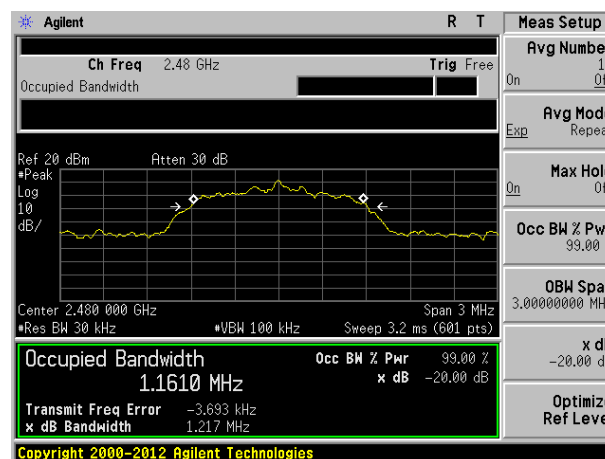 Agilent R T Meas Setup
Avg Numbe
1
On Of
Ch Freq 2.48 GHz Trig Free
Occupied Bandwidth
Avg Mod
Exp Repea
Ref 20 dBm Atten 30 dB
#Peak
Log
10
dB/
Max Hol
On Of
Occ BW % Pw
99.00
OBW Spa
3.00000000 MH
Center 2.480 000 GHz Span 3 MHz
#Res BW 30 kHz #VBW 100 kHz Sweep 3.2 ms (601 pts)
x d
-20.00 d
Occupied Bandwidth Occ BW % Pwr 99.00 %
1.1610 MHz x dB -20.00 dB
Transmit Freq Error -3.693 kHz
x dB Bandwidth 1.217 MHz
Optimiz
Ref Leve
Copyright 2000-2012 Agilent Technologies